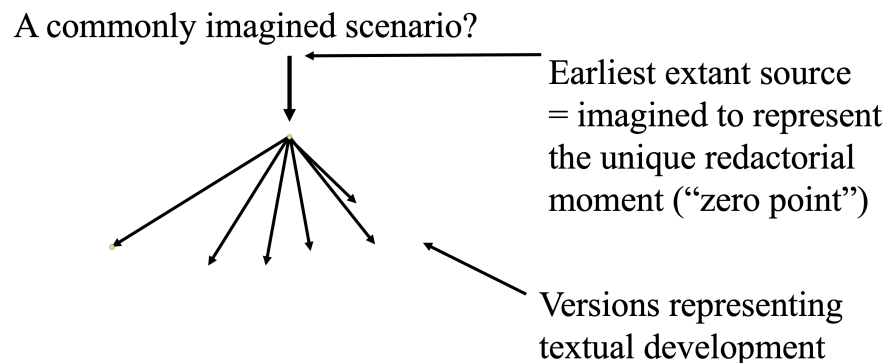 A commonly imagined scenario?
Earliest extant source
= imagined to represent
the unique redactorial
moment (“zero point”)
Versions representing
textual development